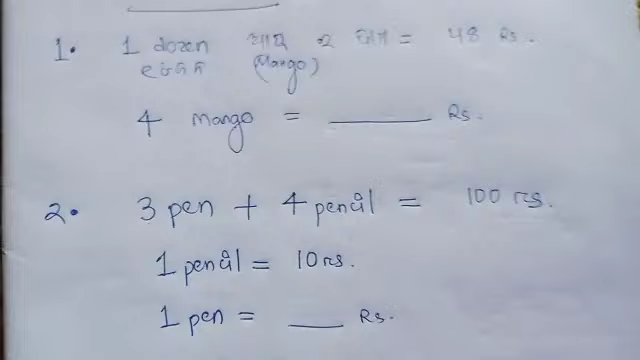 1. 1 dozen = 48 Rs.
(Mango)
4 mango = ______ Rs.
2. 3 pen + 4 pencil = 100 rs.
1 pencil = 10 rs.
1 pen = ___ Rs.